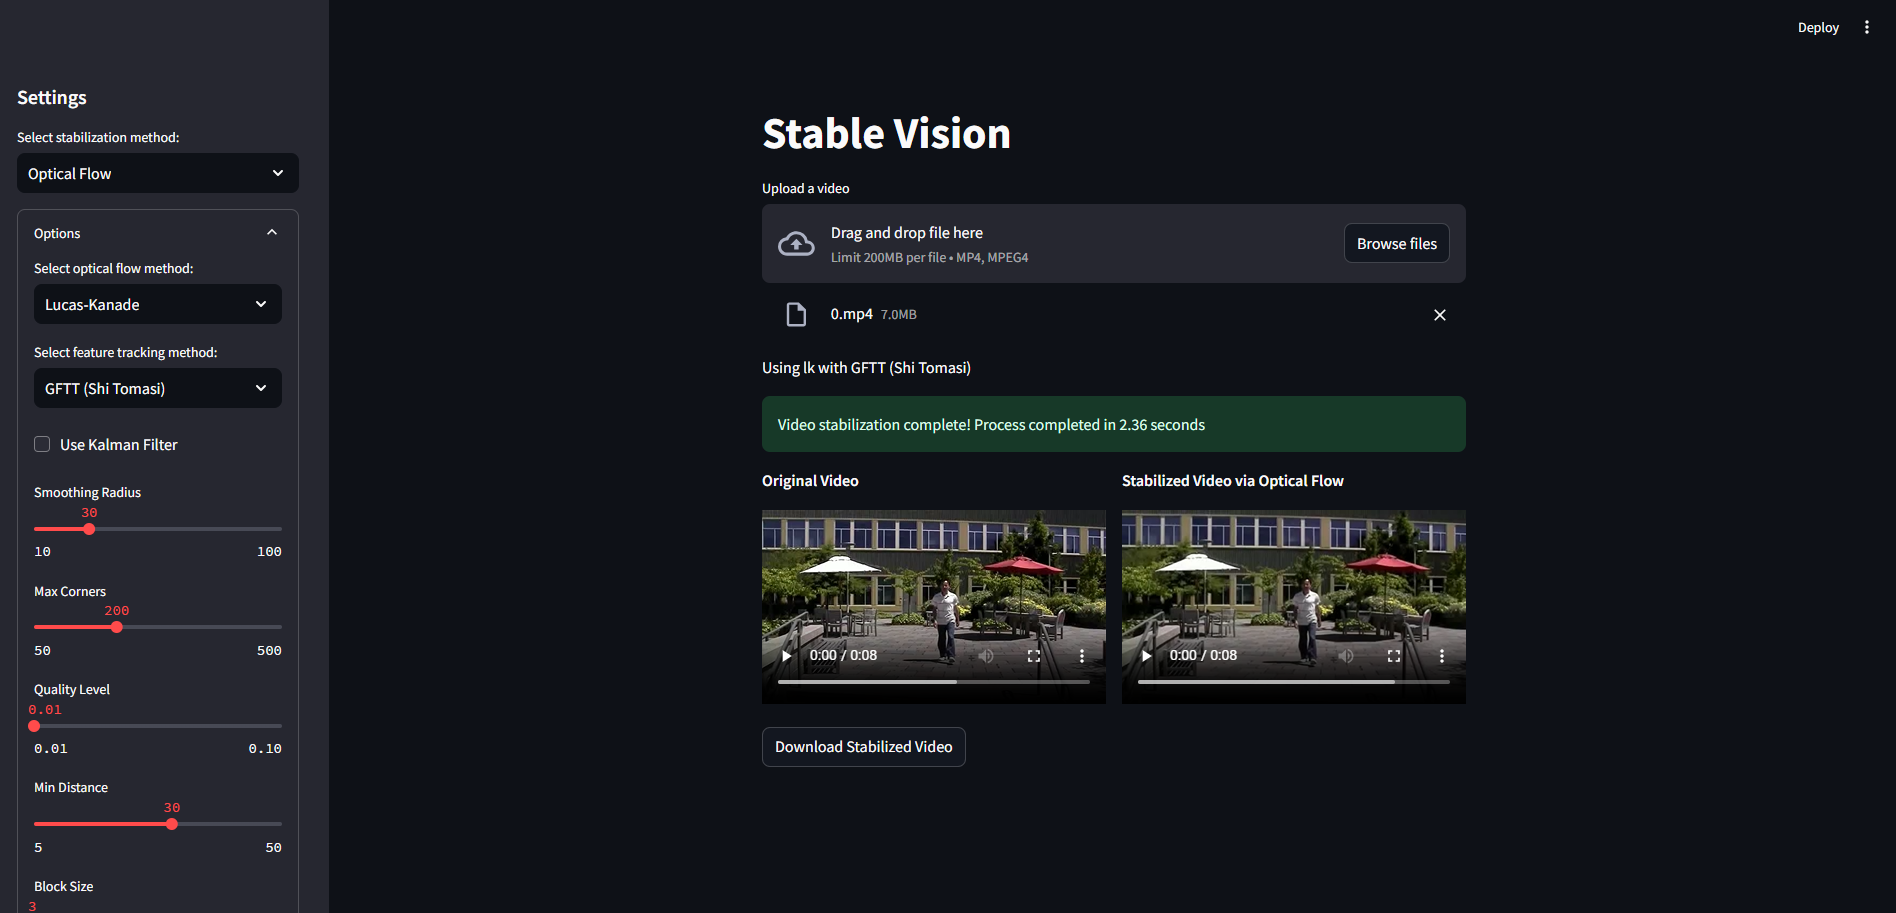 Deploy
Settings
Select stabilization method:
Optical Flow
Options
Select optical flow method:
Lucas-Kanade
Select feature tracking method:
GFTT (Shi Tomasi)
Use Kalman Filter
Smoothing Radius
30
10 100
Max Corners
200
50 500
Quality Level
0.01
0.01 0.10
Min Distance
30
5 50
Block Size
3
Stable Vision
Upload a video
Drag and drop file here
Limit 200MB per file • MP4, MPEG4
Browse files
0.mp4 7.0MB
Using lk with GFTT (Shi Tomasi)
Video stabilization complete! Process completed in 2.36 seconds
Original Video
Stabilized Video via Optical Flow
0:00 / 0:08
0:00 / 0:08
Download Stabilized Video